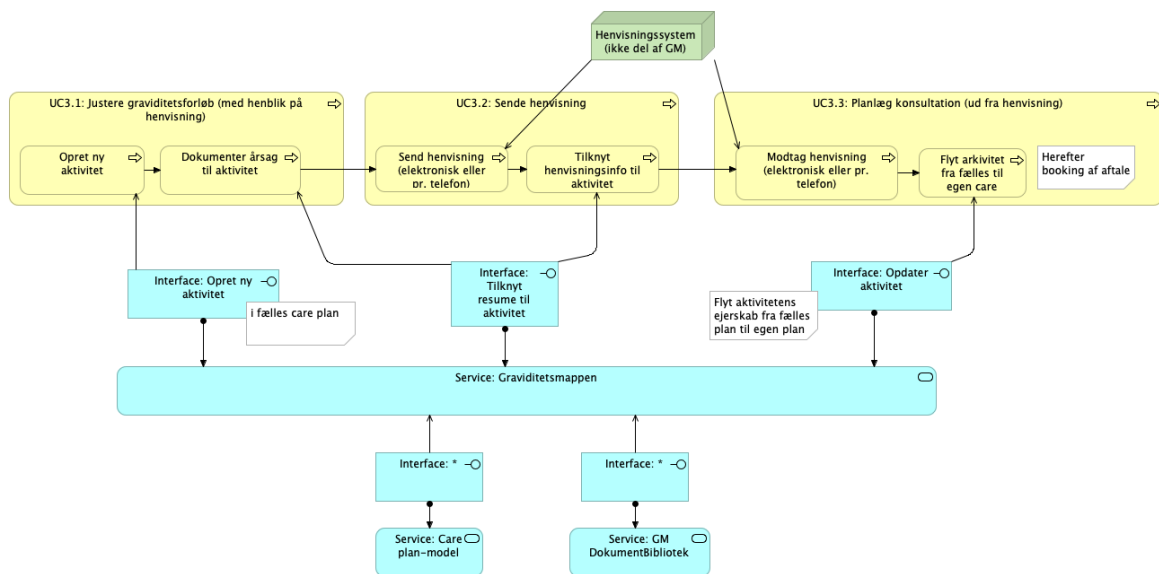 Henvisningssystem
(ikke del af GM)
UC3.1: Justere graviditetsforløb (med henblik på
henvisning)
UC3.2: Sende henvisning
UC3.3: Planlæg konsultation (ud fra henvisning)
Opret ny
aktivitet
Dokumenter årsag
til aktivitet
Send henvisning
(elektronisk eller
pr. telefon)
Tilknyt
henvisningsinfo til
aktivitet
Modtag henvisning
(elektronisk eller pr.
telefon)
Flyt arkivitet
fra fælles til
egen care
Herefter
booking af aftale
Interface: Opret ny
aktivitet
i fælles care plan
Interface:
Tilknyt
resume til
aktivitet
Interface: Opdater
aktivitet
Flyt aktivitetens
ejerskab fra fælles
plan til egen plan
Service: Graviditetsmappen
Interface: *
Interface: *
Service: Care
plan-model
Service: GM
DokumentBibliotek